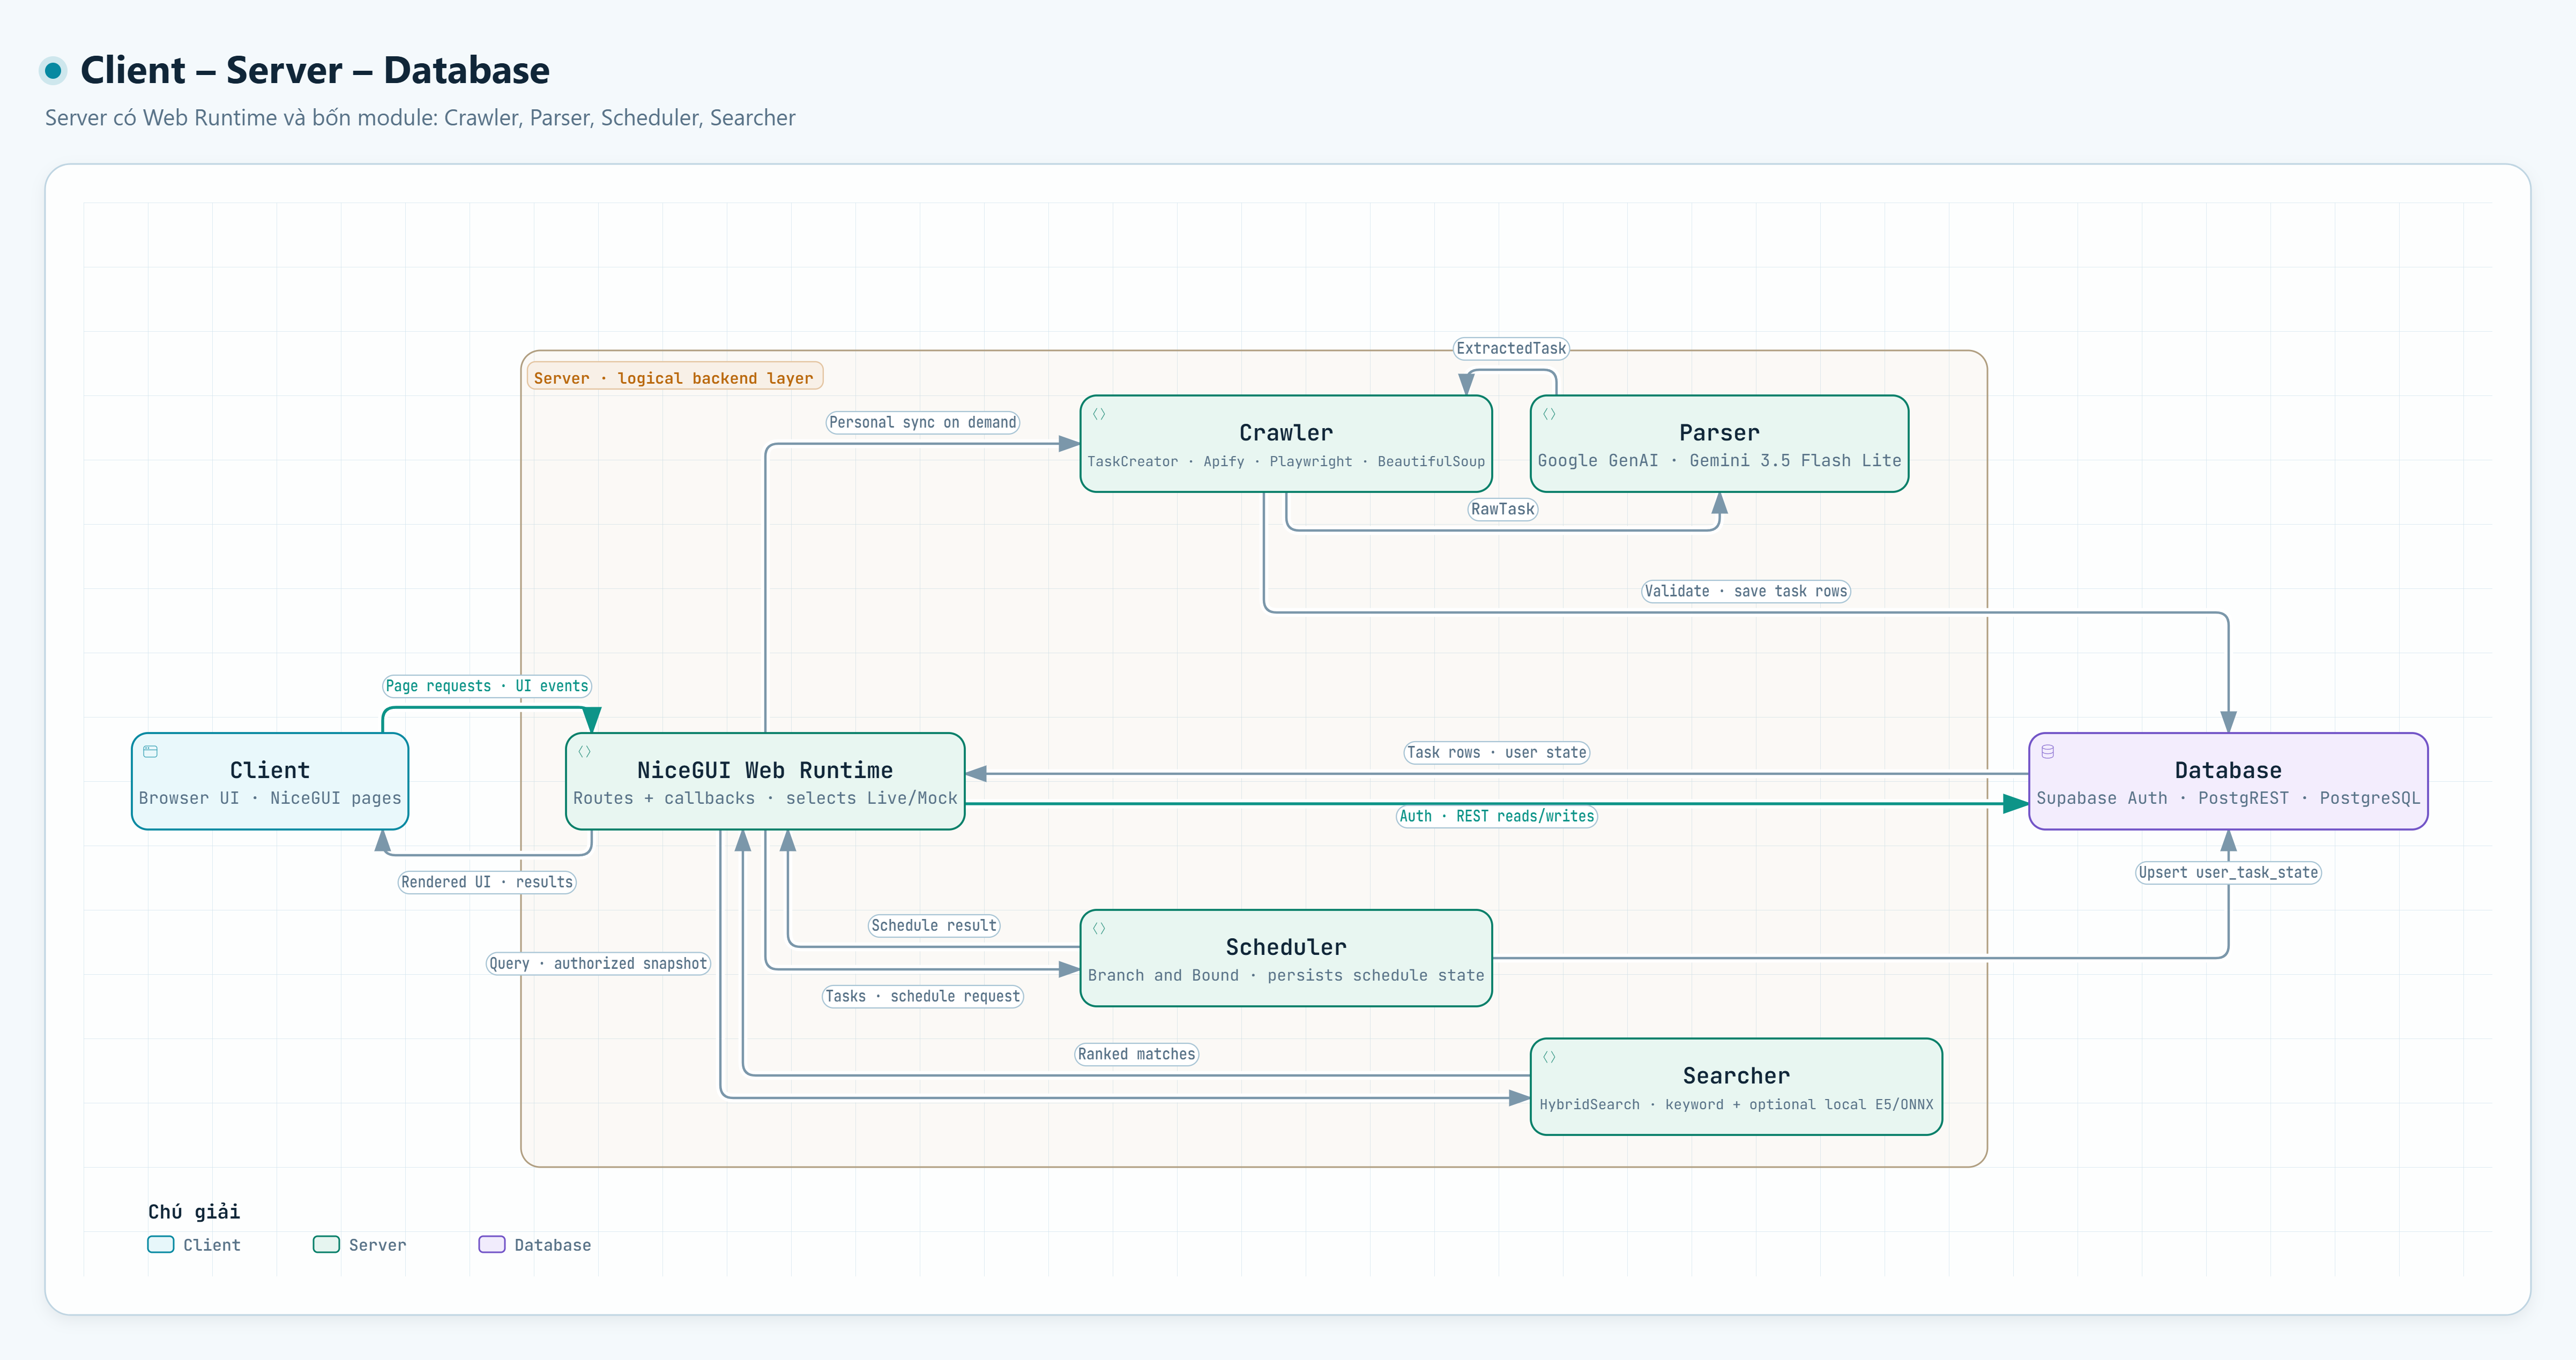 Client – Server – Database
Server có Web Runtime và bốn module: Crawler, Parser, Scheduler, Searcher
ExtractedTask
Server · logical backend layer
Personal sync on demand
Crawler
TaskCreator · Apify · Playwright · BeautifulSoup
Parser
Google GenAI · Gemini 3.5 Flash Lite
RawTask
Validate · save task rows
Page requests · UI events
Client
Browser UI · NiceGUI pages
NiceGUI Web Runtime
Routes + callbacks · selects Live/Mock
Task rows · user state
Auth · REST reads/writes
Database
Supabase Auth · PostgREST · PostgreSQL
Rendered UI · results
Upsert user_task_state
Schedule result
Query · authorized snapshot
Tasks · schedule request
Scheduler
Branch and Bound · persists schedule state
Ranked matches
Searcher
HybridSearch · keyword + optional local E5/ONNX
Chú giải
Client
Server
Database